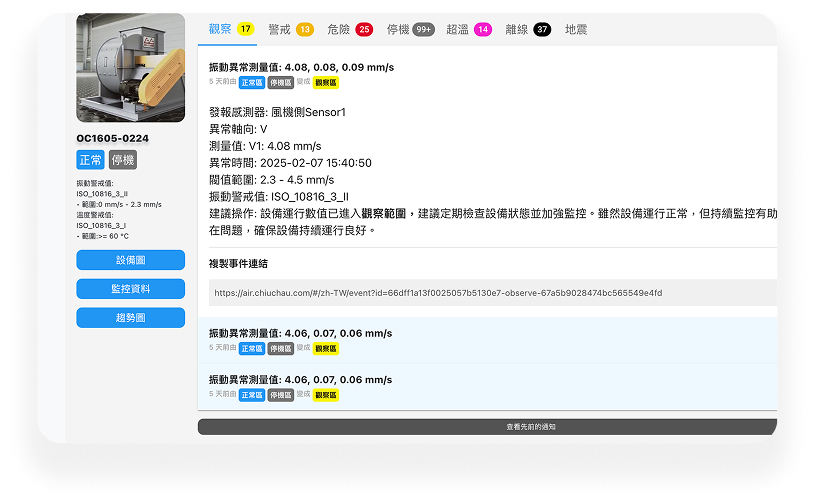 觀察 17 警戒 13 危險 25 停機 99+ 超溫 14 離線 37 地震
OC1605-0224
正常 停機
振動警戒值:
ISO_10816_3_II
• 範圍:0 mm/s - 2.3 mm/s
溫度警戒值:
ISO_10816_3_I
• 範圍:>= 60 °C
設備圖
監控資料
趨勢圖
振動異常測量值: 4.08, 0.08, 0.09 mm/s
5 天前由 正常區 停機區 變成 觀察區
發報感測器: 風機側Sensor1
異常軸向: V
測量值: V1: 4.08 mm/s
異常時間: 2025-02-07 15:40:50
閥值範圍: 2.3 - 4.5 mm/s
振動警戒值: ISO_10816_3_II
建議操作: 設備運行數值已進入觀察範圍，建議定期檢查設備狀態並加強監控。雖然設備運行正常，但持續監控有助
在問題，確保設備持續運行良好。
複製事件連結
https://air.chiuchau.com/#/zh-TW/event?id=66dff1a13f0025057b5130e7-observe-67a5b9028474bc565549e4fd
振動異常測量值: 4.06, 0.07, 0.06 mm/s
5 天前由 正常區 停機區 變成 觀察區
振動異常測量值: 4.06, 0.07, 0.06 mm/s
5 天前由 正常區 停機區 變成 觀察區
查看先前的通知